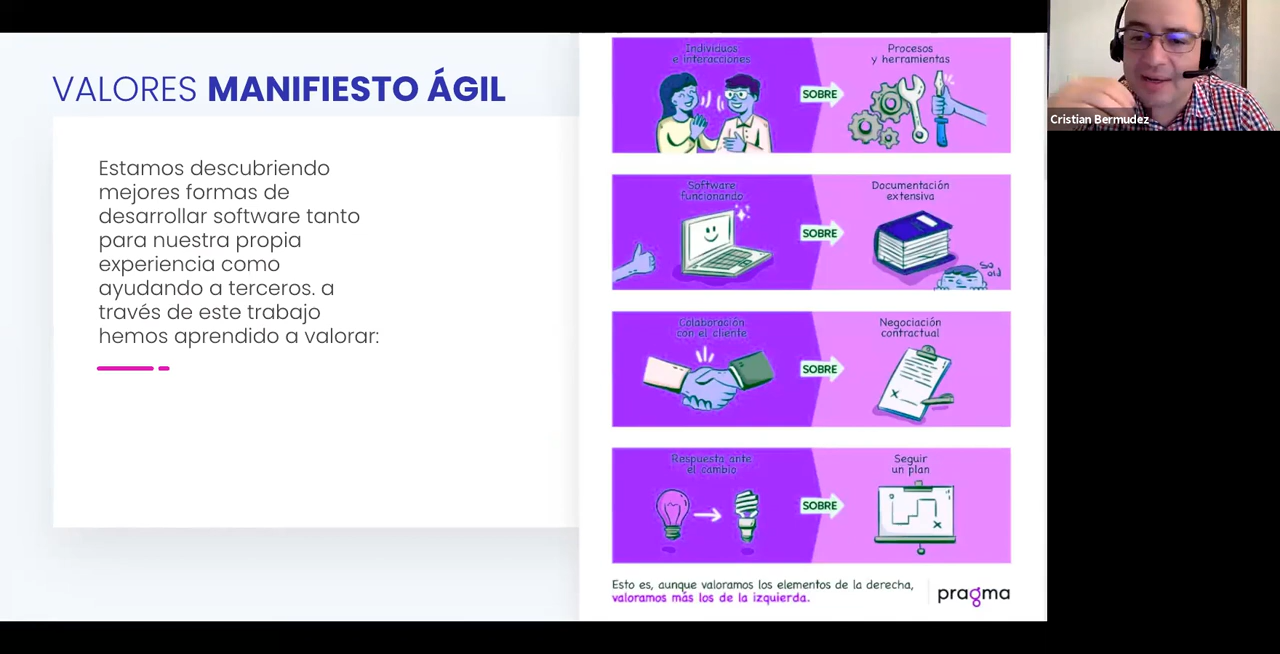 VALORES MANIFIESTO ÁGIL
Estamos descubriendo
mejores formas de
desarrollar software tanto
para nuestra propia
experiencia como
ayudando a terceros. a
través de este trabajo
hemos aprendido a valorar:
Individuos
e interacciones
SOBRE
Procesos
y herramientas
Software
funcionando
SOBRE
Documentación
extensiva
So
old
Colaboración
con el cliente
SOBRE
Negociación
contractual
Respuesta ante
el cambio
SOBRE
Seguir
un plan
Esto es, aunque valoramos los elementos de la derecha,
valoramos más los de la izquierda.
pragma
Cristian Bermudez